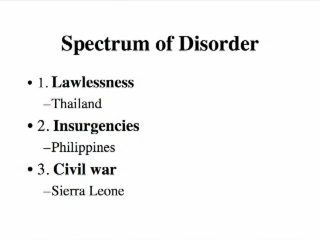 Spectrum of Disorder
• 1. Lawlessness
–Thailand
• 2. Insurgencies
–Philippines
• 3. Civil war
–Sierra Leone